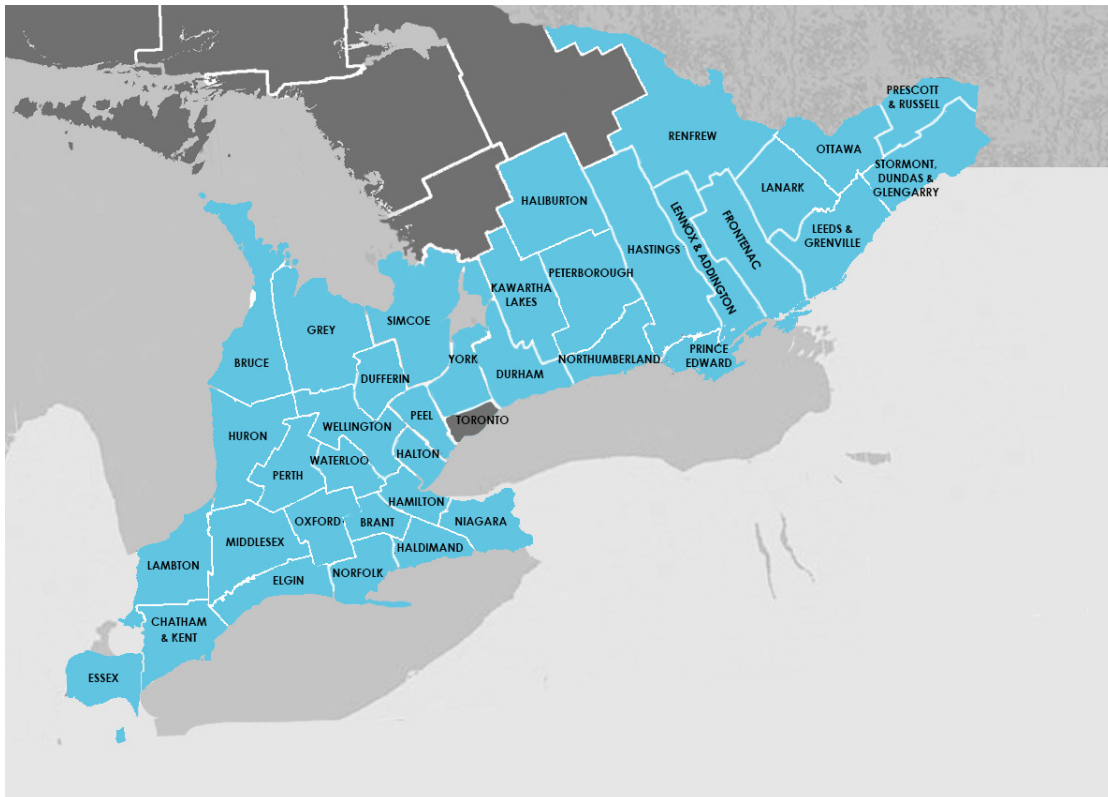 PRESCOTT
& RUSSELL
RENFREW
OTTAWA
STORMONT,
DUNDAS &
GLENGARRY
LANARK
HALIBURTON
LENNOX & ADDINGTON
FRONTENAC
LEEDS &
GRENVILLE
HASTINGS
PETERBOROUGH
KAWARTHA
LAKES
SIMCOE
GREY
BRUCE
YORK
PRINCE
EDWARD
NORTHUMBERLAND
DURHAM
DUFFERIN
PEEL
TORONTO
WELLINGTON
HURON
HALTON
WATERLOO
PERTH
HAMILTON
OXFORD
BRANT
NIAGARA
MIDDLESEX
HALDIMAND
LAMBTON
NORFOLK
ELGIN
CHATHAM
& KENT
ESSEX